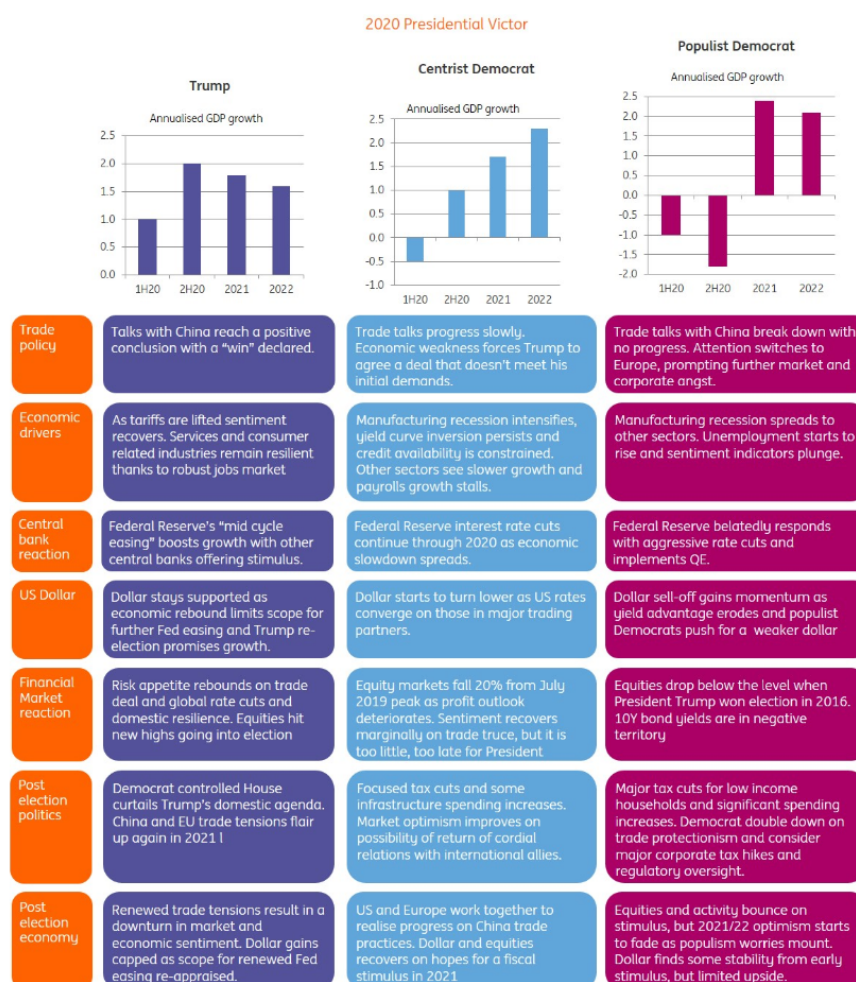 2020 Presidential Victor
Trump
Annualised GDP growth
2.5
2.0
1.5
1.0
0.5
0.0
1H20 2H20 2021 2022
Centrist Democrat
Annualised GDP growth
2.5
2.0
1.5
1.0
0.5
0.0
-0.5
-1.0
1H20 2H20 2021 2022
Populist Democrat
Annualised GDP growth
2.5
2.0
1.5
1.0
0.5
0.0
-0.5
-1.0
-1.5
-2.0
1H20 2H20 2021 2022
Trade
policy
Talks with China reach a positive
conclusion with a “win” declared.
Trade talks progress slowly.
Economic weakness forces Trump to
agree a deal that doesn’t meet his
initial demands.
Trade talks with China break down with
no progress. Attention switches to
Europe, prompting further market and
corporate angst.
Economic
drivers
As tariffs are lifted sentiment
recovers. Services and consumer
related industries remain resilient
thanks to robust jobs market
Manufacturing recession intensifies,
yield curve inversion persists and
credit availability is constrained.
Other sectors see slower growth and
payrolls growth stalls.
Manufacturing recession spreads to
other sectors. Unemployment starts to
rise and sentiment indicators plunge.
Central
bank
reaction
Federal Reserve’s “mid cycle
easing” boosts growth with other
central banks offering stimulus.
Federal Reserve interest rate cuts
continue through 2020 as economic
slowdown spreads.
Federal Reserve belatedly responds
with aggressive rate cuts and
implements QE.
US Dollar
Dollar stays supported as
economic rebound limits scope for
further Fed easing and Trump re-
election promises growth.
Dollar starts to turn lower as US rates
converge on those in major trading
partners.
Dollar sell-off gains momentum as
yield advantage erodes and populist
Democrats push for a weaker dollar
Financial
Market
reaction
Risk appetite rebounds on trade
deal and global rate cuts and
domestic resilience. Equities hit
new highs going into election
Equity markets fall 20% from July
2019 peak as profit outlook
deteriorates. Sentiment recovers
marginally on trade truce, but it is
too little, too late for President
Equities drop below the level when
President Trump won election in 2016.
10Y bond yields are in negative
territory
Post
election
politics
Democrat controlled House
curtails Trump’s domestic agenda.
China and EU trade tensions flair
up again in 2021 l
Focused tax cuts and some
infrastructure spending increases.
Market optimism improves on
possibility of return of cordial
relations with international allies.
Major tax cuts for low income
households and significant spending
increases. Democrat double down on
trade protectionism and consider
major corporate tax hikes and
regulatory oversight.
Post
election
economy
Renewed trade tensions result in a
downturn in market and
economic sentiment. Dollar gains
capped as scope for renewed Fed
easing re-appraised.
US and Europe work together to
realise progress on China trade
practices. Dollar and equities
recovers on hopes for a fiscal
stimulus in 2021
Equities and activity bounce on
stimulus, but 2021/22 optimism starts
to fade as populism worries mount.
Dollar finds some stability from early
stimulus, but limited upside.